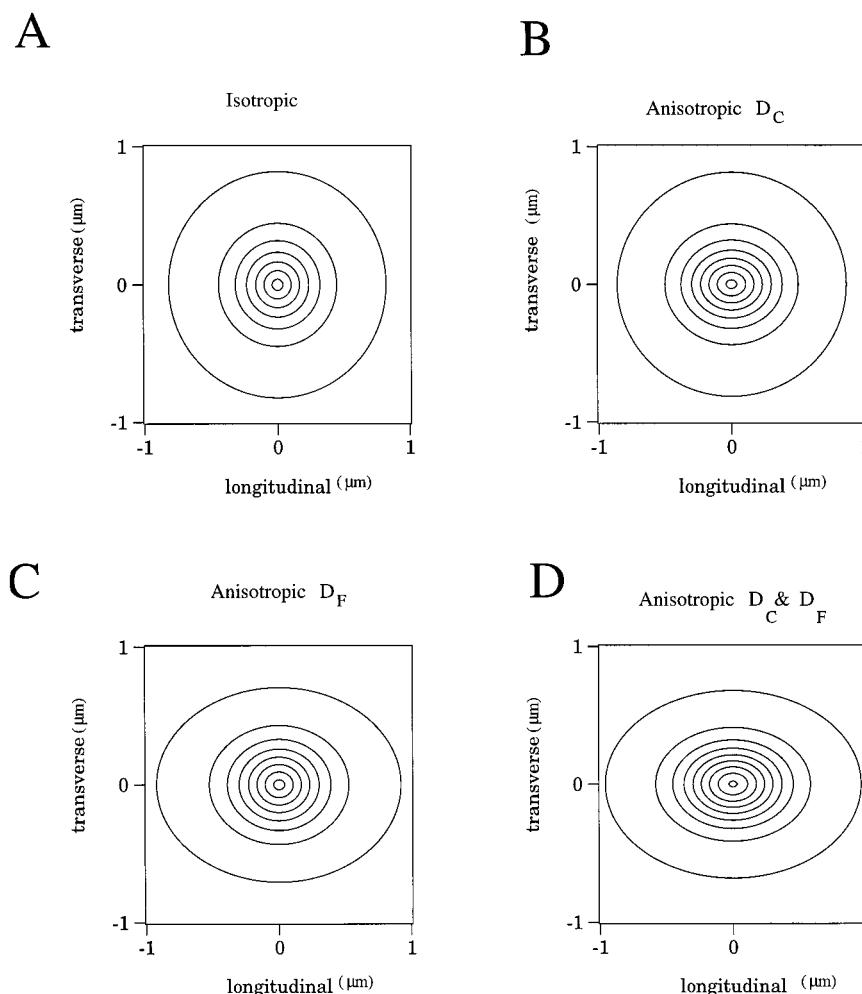 A
Isotropic
1
0
-1
transverse (μm)
-1 0 1
longitudinal (μm)
B
Anisotropic D_C
1
0
-1
transverse (μm)
-1 0
longitudinal (μm)
C
Anisotropic D_F
1
0
-1
transverse (μm)
-1 0 1
longitudinal (μm)
D
Anisotropic D_C & D_F
1
0
-1
transverse (μm)
-1 0
longitudinal (μm)